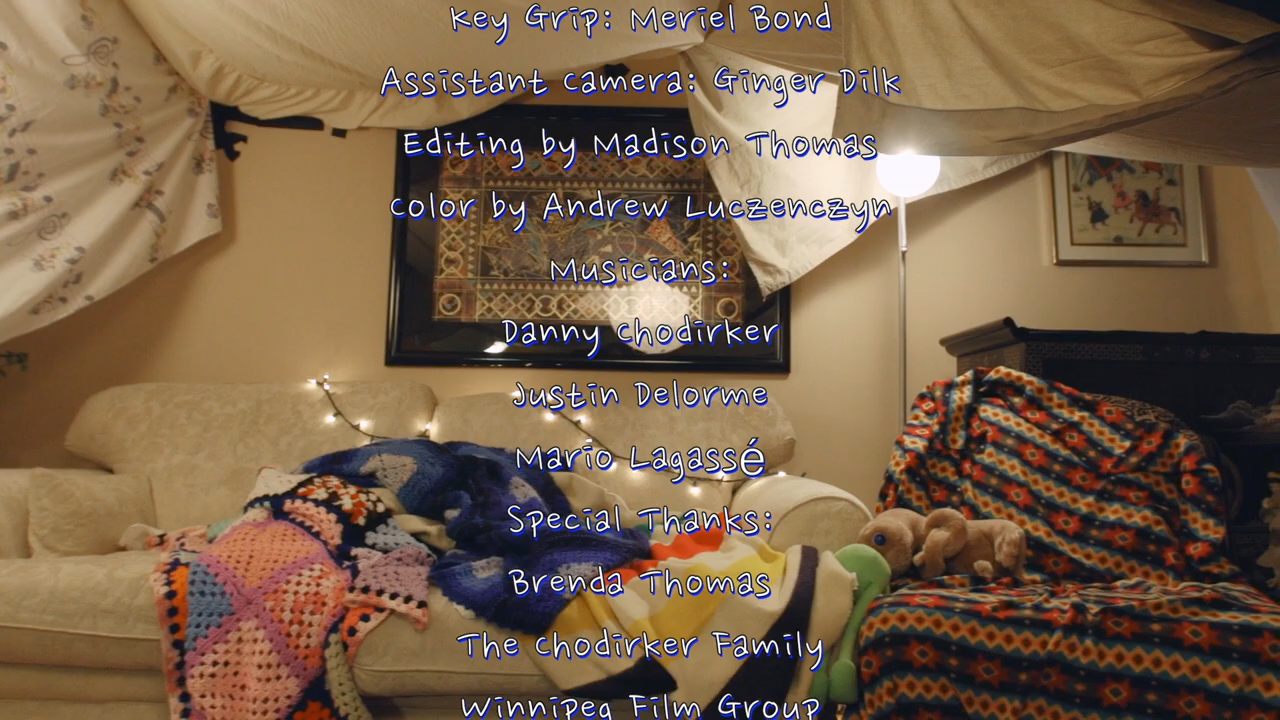 Key Grip: Meriel Bond
Assistant Camera: Ginger Dilk
Editing by Madison Thomas
Color by Andrew Luczenczyn
Musicians:
Danny Chodirker
Justin Delorme
Mario Lagassé
Special Thanks:
Brenda Thomas
The Chodirker Family
Winnipeg Film Group